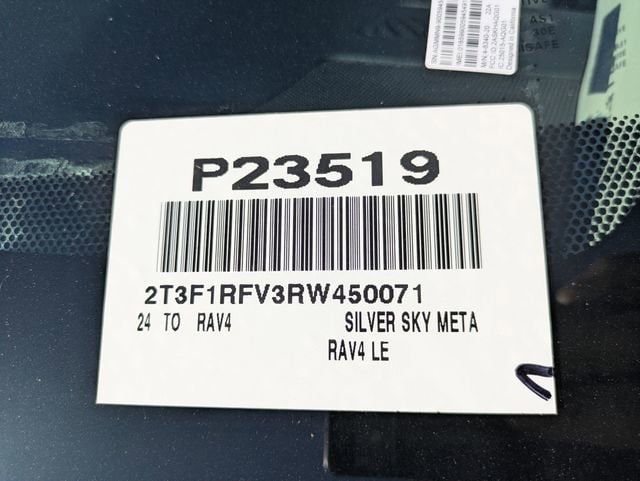 P23519
2T3F1RFV3RW450071
24 TO RAV4 SILVER SKY META
RAV4 LE